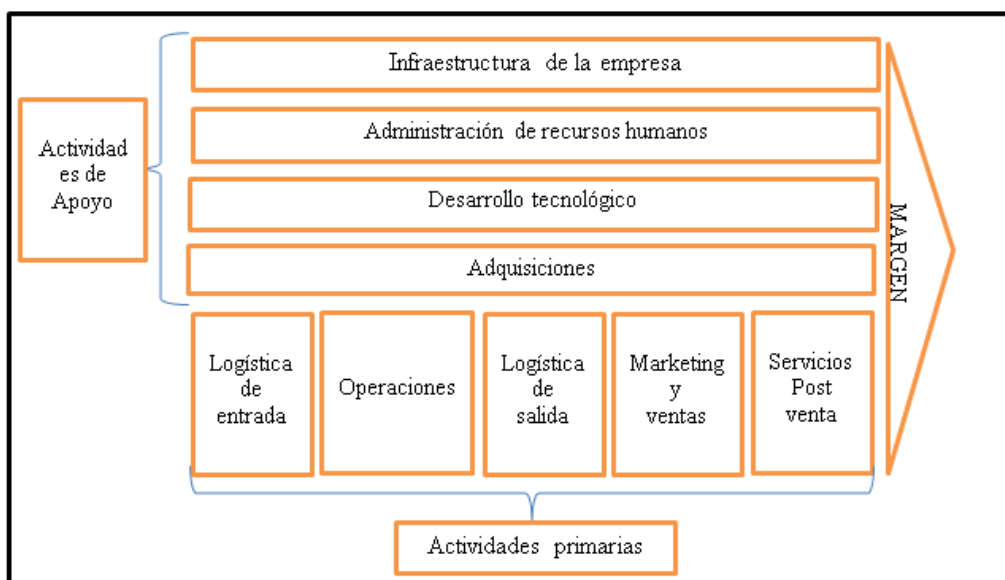 Infraestructura de la empresa
Administración de recursos humanos
Desarrollo tecnológico
Adquisiciones
Actividad
es de
Apoyo
MARGEN
Logística
de
entrada
Operaciones
Logística
de
salida
Marketing
y
ventas
Servicios
Post
venta
Actividades primarias